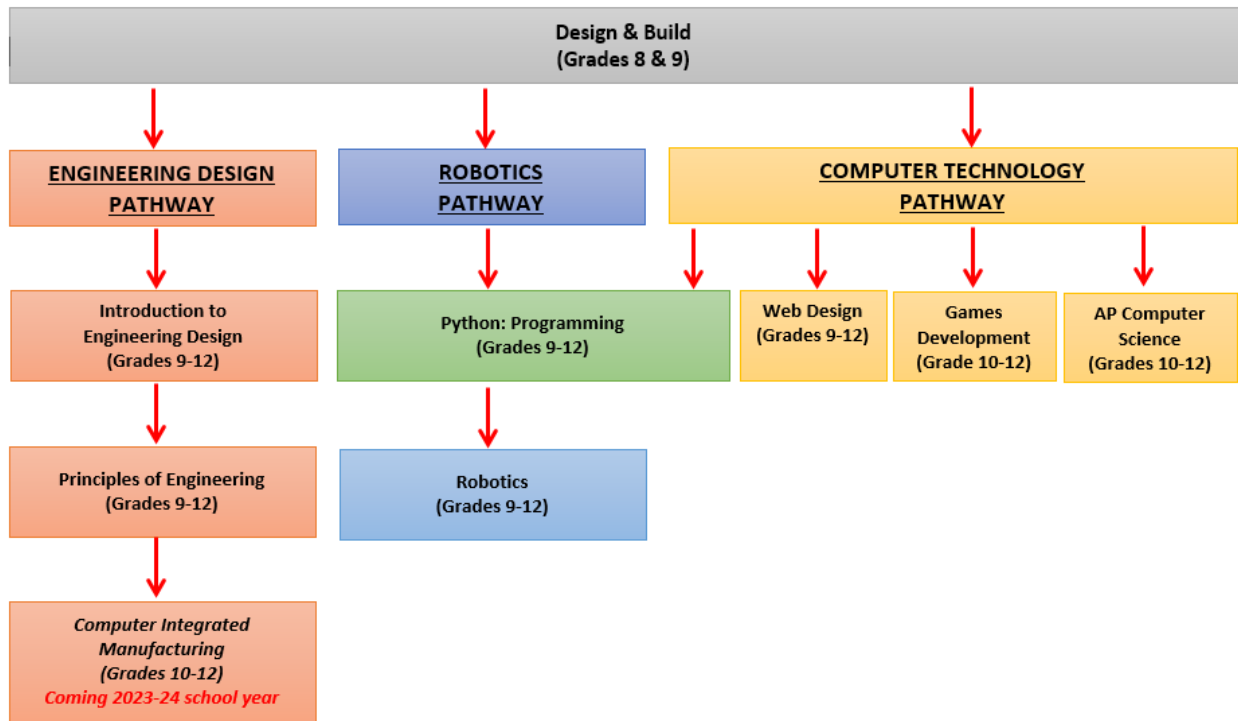 Design & Build
(Grades 8 & 9)
ENGINEERING DESIGN
PATHWAY
ROBOTICS
PATHWAY
COMPUTER TECHNOLOGY
PATHWAY
Introduction to
Engineering Design
(Grades 9-12)
Python: Programming
(Grades 9-12)
Web Design
(Grades 9-12)
Games
Development
(Grade 10-12)
AP Computer
Science
(Grades 10-12)
Principles of Engineering
(Grades 9-12)
Robotics
(Grades 9-12)
Computer Integrated
Manufacturing
(Grades 10-12)
Coming 2023-24 school year